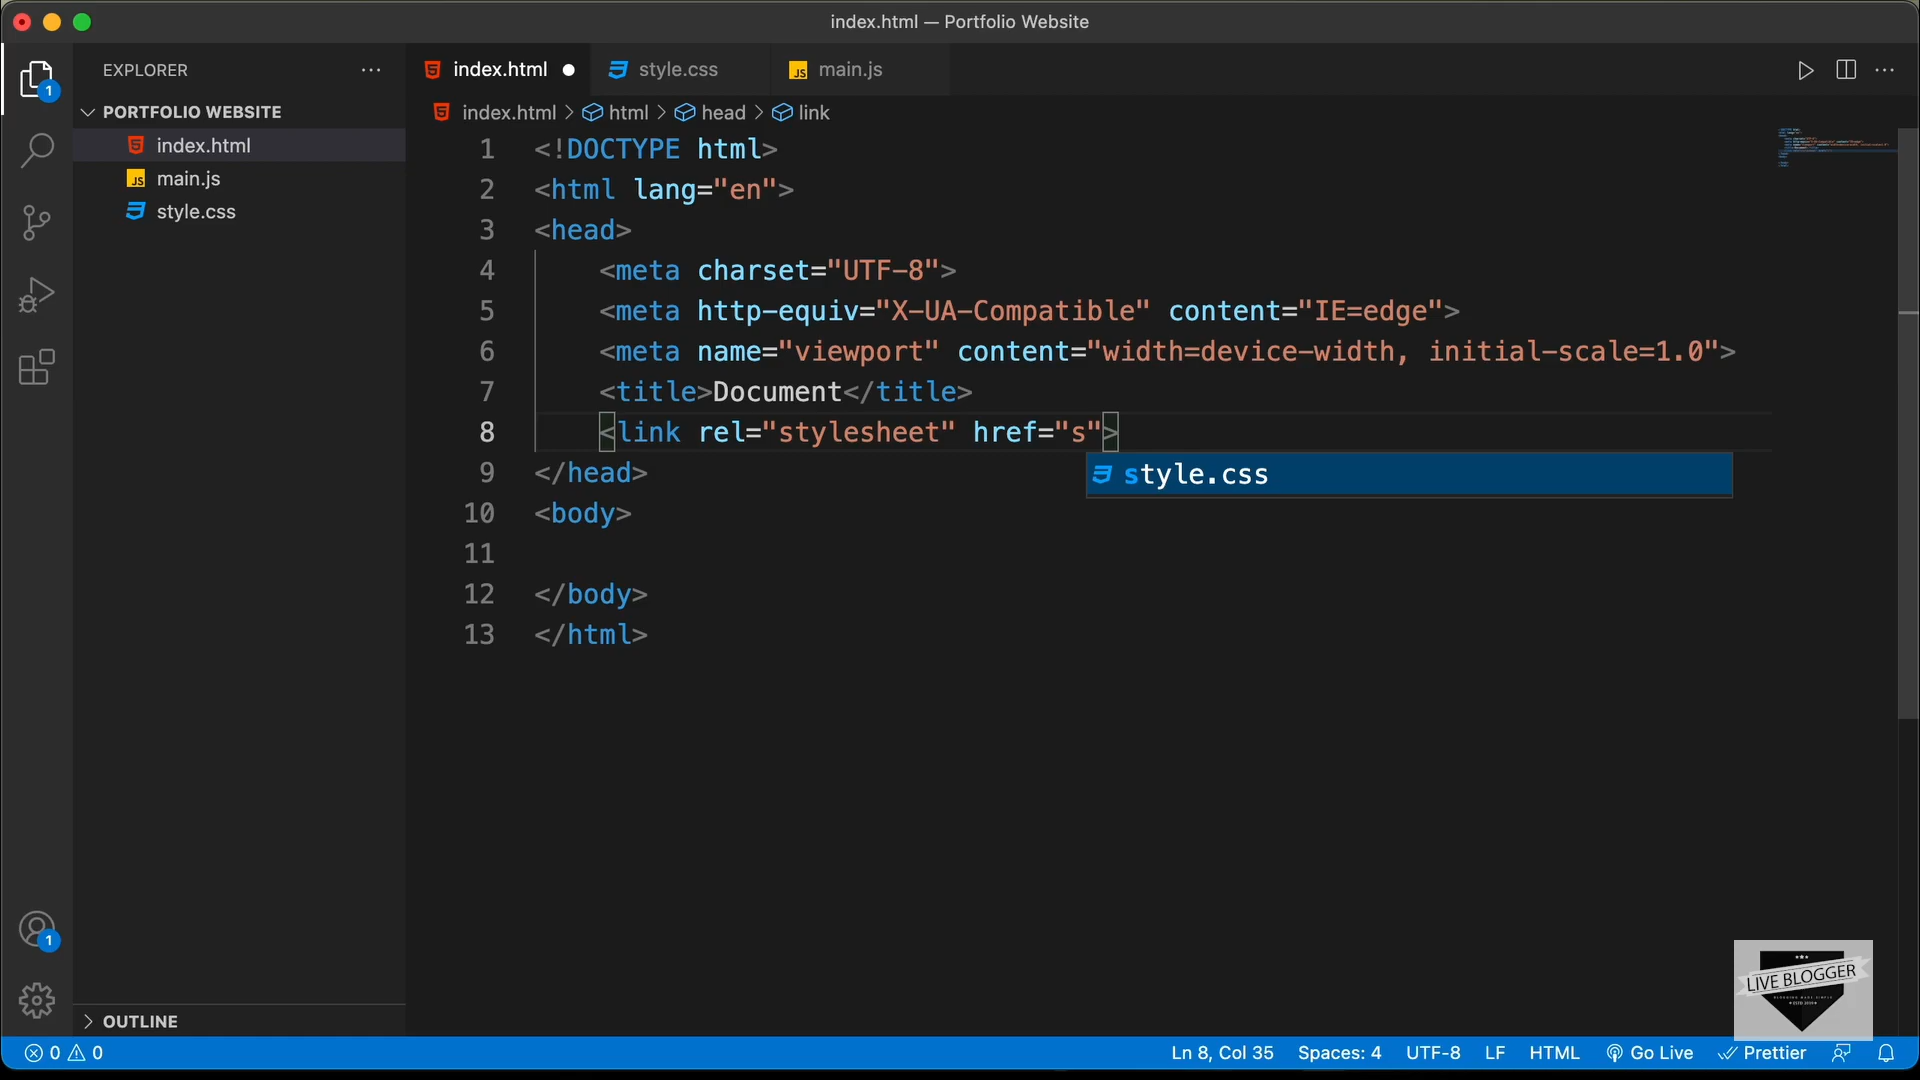 index.html — Portfolio Website
EXPLORER
index.html
style.css
JS main.js
1
PORTFOLIO WEBSITE
index.html
JS main.js
style.css
index.html > html > head > link
1 <!DOCTYPE html>
2 <html lang="en">
3 <head>
4 <meta charset="UTF-8">
5 <meta http-equiv="X-UA-Compatible" content="IE=edge">
6 <meta name="viewport" content="width=device-width, initial-scale=1.0">
7 <title>Document</title>
8 <link rel="stylesheet" href="s">
style.css
9 </head>
10 <body>
11
12 </body>
13 </html>
1
LIVE BLOGGER
OUTLINE
0 0
Ln 8, Col 35 Spaces: 4 UTF-8 LF HTML Go Live Prettier